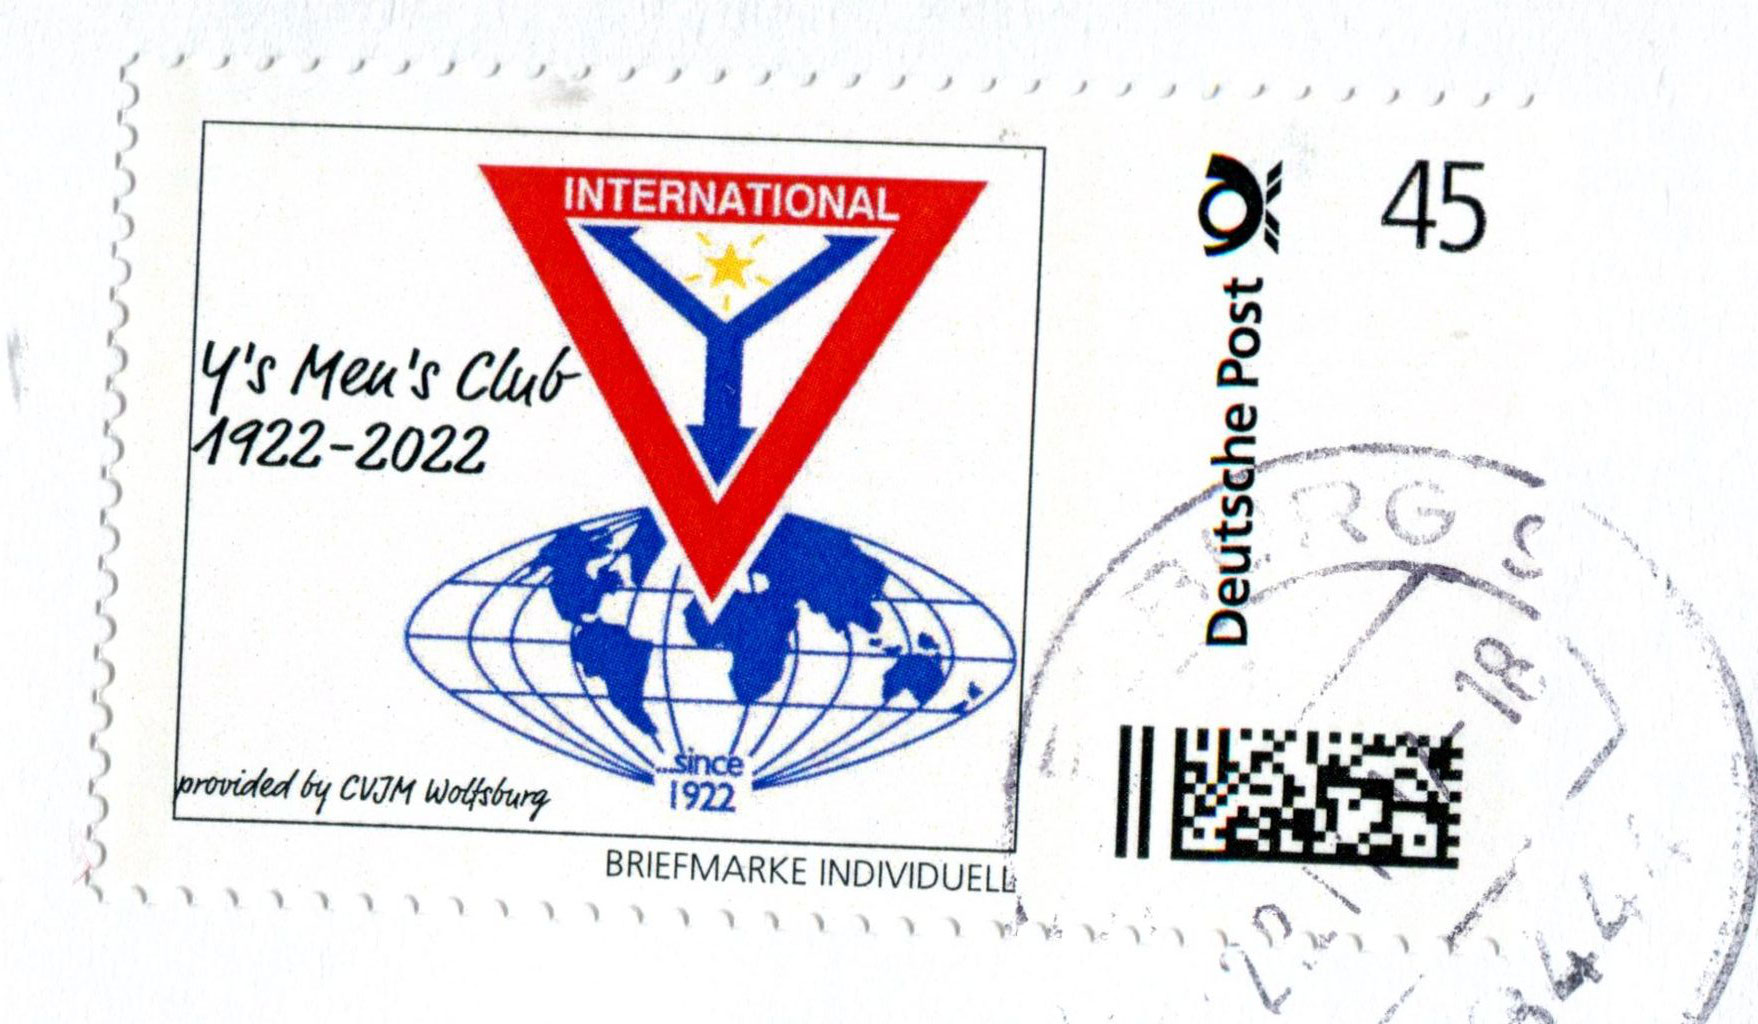 INTERNATIONAL
Y's Men's Club
1922-2022
...since
1922
provided by CVJM Wolfsburg
BRIEFMARKE INDIVIDUELL
Deutsche Post
45